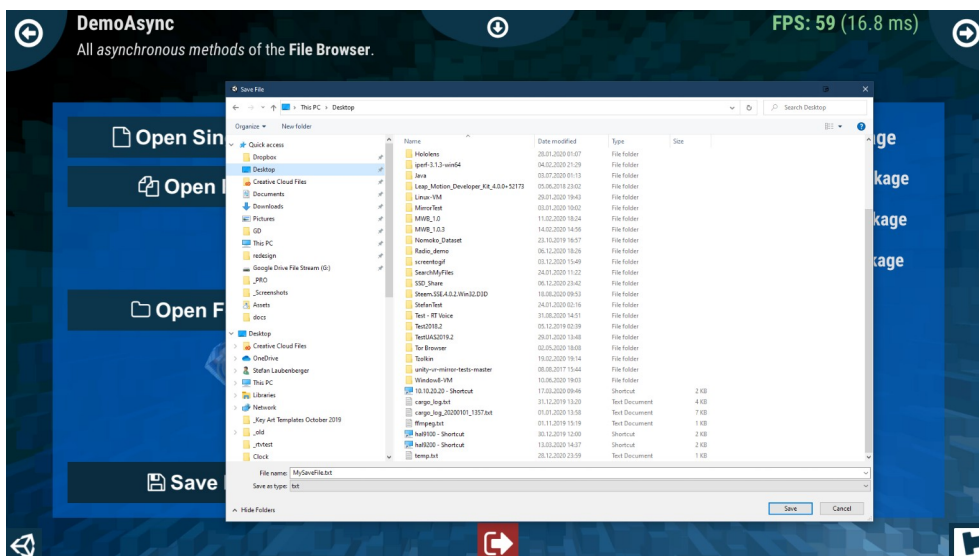 DemoAsync
All asynchronous methods of the File Browser.
FPS: 59 (16.8 ms)
Save File
This PC › Desktop
Search Desktop
Organize
New folder
Open Sin
Open
Open F
Save
ge
kage
kage
kage
Quick access
Dropbox
Desktop
Creative Cloud Files
Documents
Downloads
Pictures
GD
This PC
redesign
Google Drive File Stream (G:)
_PRO
_Screenshots
Assets
docs
Desktop
Creative Cloud Files
OneDrive
Stefan Laubenberger
This PC
Libraries
Network
_Key Art Templates October 2019
_old
_rtvtest
Clock
Name Date modified Type Size
Hololens 28.01.2020 01:07 File folder
iperf-3.1.3-win64 04.02.2020 21:29 File folder
Java 03.07.2020 01:13 File folder
Leap_Motion_Developer_Kit_4.0.0+52173 05.06.2018 23:02 File folder
Linux-VM 29.01.2020 19:43 File folder
MirrorTest 03.01.2020 10:02 File folder
MWB_1.0 11.02.2020 18:24 File folder
MWB_1.0.3 14.02.2020 14:56 File folder
Nomoko_Dataset 23.10.2019 16:57 File folder
Radio_demo 06.12.2020 18:26 File folder
screentogif 03.12.2020 15:49 File folder
SearchMyFiles 24.01.2020 11:22 File folder
SSD_Share 06.12.2020 23:42 File folder
Steem.SSE.4.0.2.Win32.D3D 18.08.2020 09:53 File folder
StefanTest 24.01.2020 02:16 File folder
Test - RT Voice 31.08.2020 14:51 File folder
Test2018.2 05.12.2019 02:39 File folder
TestUAS2019.2 29.01.2020 13:48 File folder
Tor Browser 02.05.2020 18:08 File folder
Tzolkin 19.02.2020 19:14 File folder
unity-vr-mirror-tests-master 08.08.2017 15:44 File folder
Window8-VM 10.06.2020 19:03 File folder
10.10.20.20 - Shortcut 17.03.2020 09:46 Shortcut 2 KB
cargo_log.txt 31.12.2019 13:20 Text Document 4 KB
cargo_log_20200101_1357.txt 01.01.2020 13:58 Text Document 7 KB
ffmpeg.txt 01.11.2019 15:19 Text Document 1 KB
hal9100 - Shortcut 30.12.2019 12:00 Shortcut 2 KB
hal9200 - Shortcut 13.03.2020 14:37 Shortcut 2 KB
temp.txt 28.12.2020 23:59 Text Document 1 KB
File name: MySaveFile.txt
Save as type: txt
Hide Folders
Save
Cancel